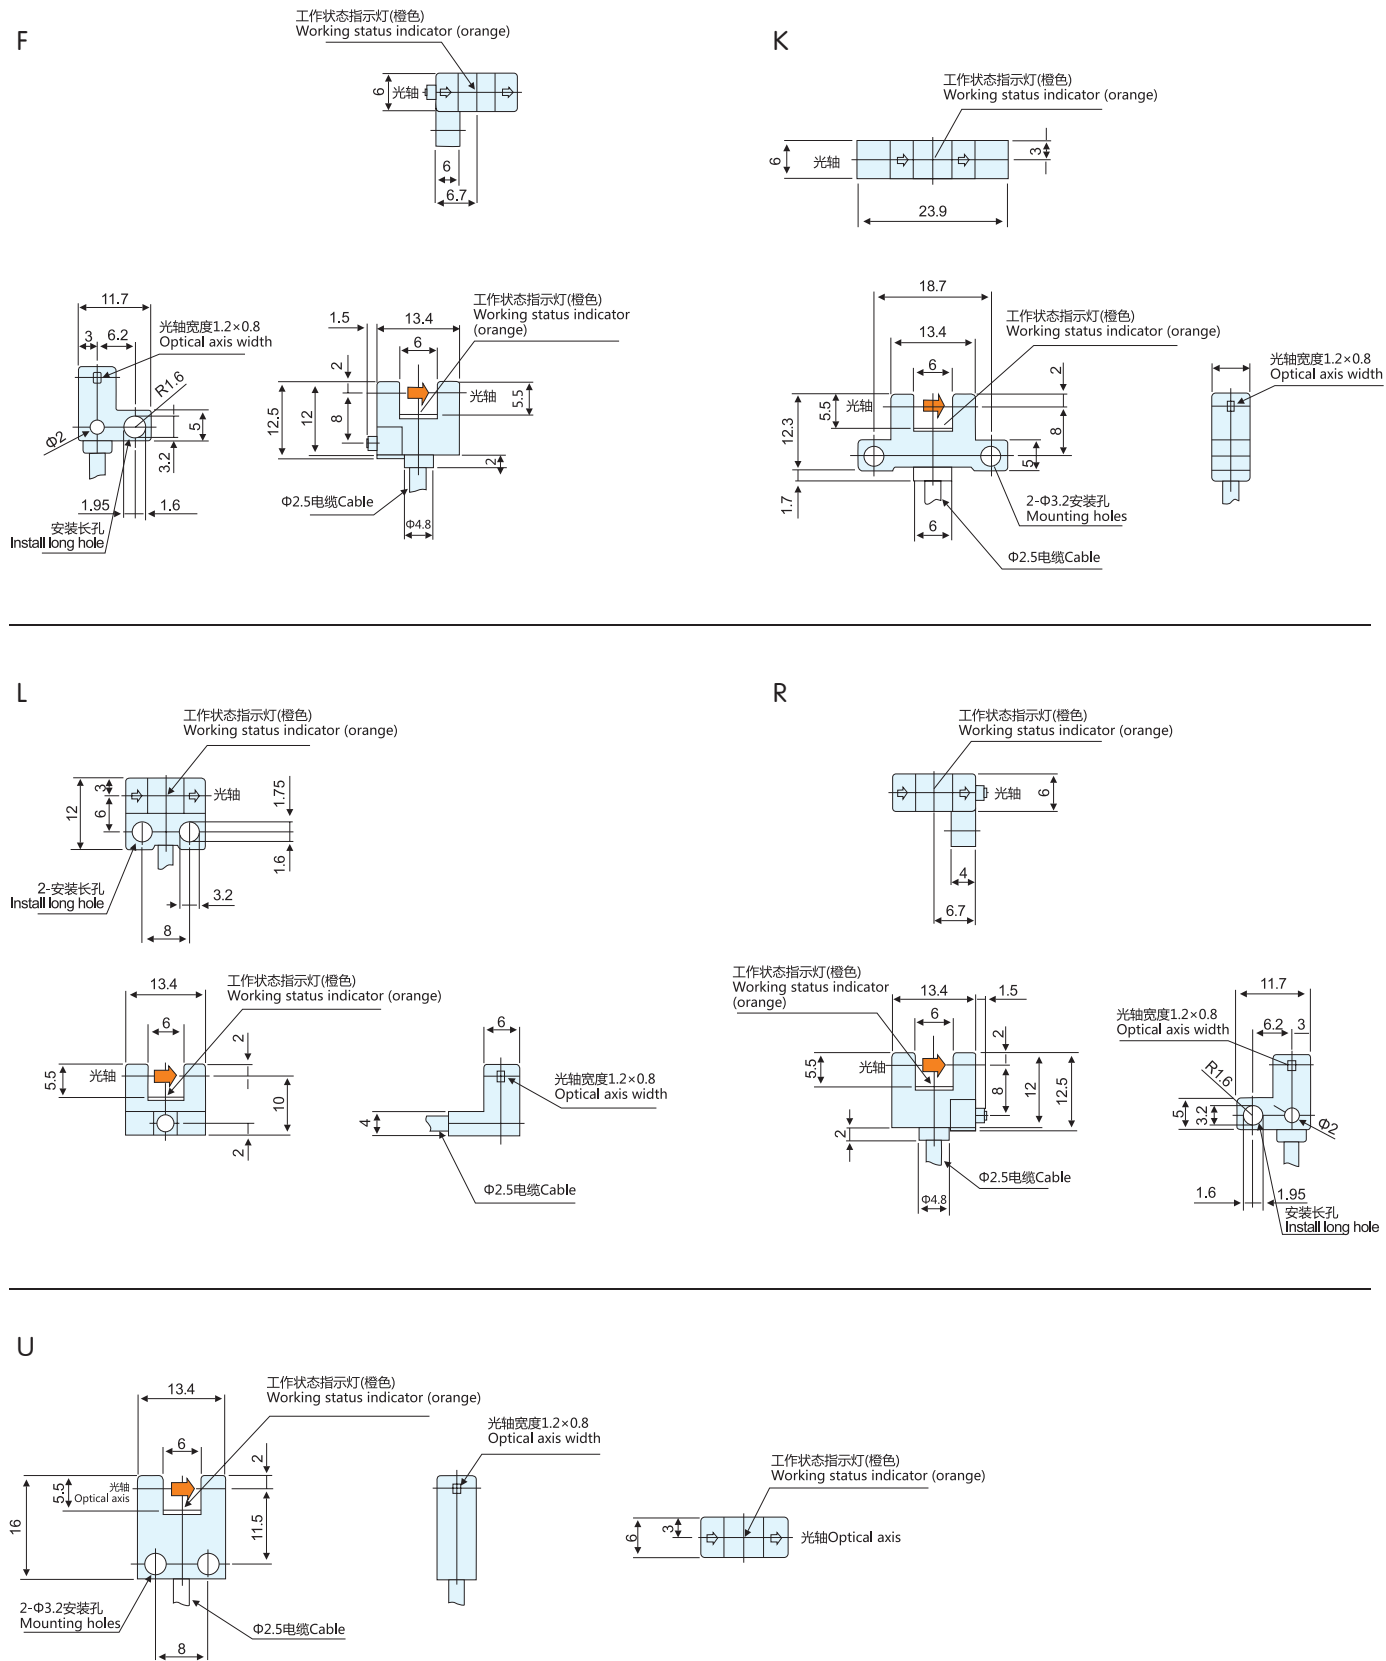 F
工作状态指示灯(橙色)
Working status indicator (orange)
6
光轴
6
6.7
11.7
3
6.2
光轴宽度1.2×0.8
Optical axis width
R1.6
Φ2
5
3.2
1.95
1.6
安装长孔
Install long hole
工作状态指示灯(橙色)
Working status indicator
(orange)
1.5
13.4
6
2
光轴
5.5
12.5
12
8
2
Φ2.5电缆Cable
Φ4.8
K
工作状态指示灯(橙色)
Working status indicator (orange)
6
光轴
3
23.9
18.7
工作状态指示灯(橙色)
Working status indicator (orange)
13.4
6
2
光轴
5.5
12.3
8
5
1.7
6
2-Φ3.2安装孔
Mounting holes
Φ2.5电缆Cable
光轴宽度1.2×0.8
Optical axis width
L
工作状态指示灯(橙色)
Working status indicator (orange)
12
3
6
光轴
1.75
1.6
2-安装长孔
Install long hole
3.2
8
工作状态指示灯(橙色)
Working status indicator (orange)
13.4
6
2
5.5
光轴
10
2
6
光轴宽度1.2×0.8
Optical axis width
4
Φ2.5电缆Cable
R
工作状态指示灯(橙色)
Working status indicator (orange)
光轴
6
4
6.7
工作状态指示灯(橙色)
Working status indicator
(orange)
13.4
1.5
6
2
5.5
光轴
8
12
12.5
2
Φ2.5电缆Cable
Φ4.8
11.7
光轴宽度1.2×0.8
Optical axis width
6.2
3
R1.6
5
3.2
Φ2
1.6
1.95
安装长孔
Install long hole
U
工作状态指示灯(橙色)
Working status indicator (orange)
13.4
6
2
5.5
光轴
Optical axis
16
11.5
2-Φ3.2安装孔
Mounting holes
Φ2.5电缆Cable
8
光轴宽度1.2×0.8
Optical axis width
工作状态指示灯(橙色)
Working status indicator (orange)
6
3
光轴Optical axis